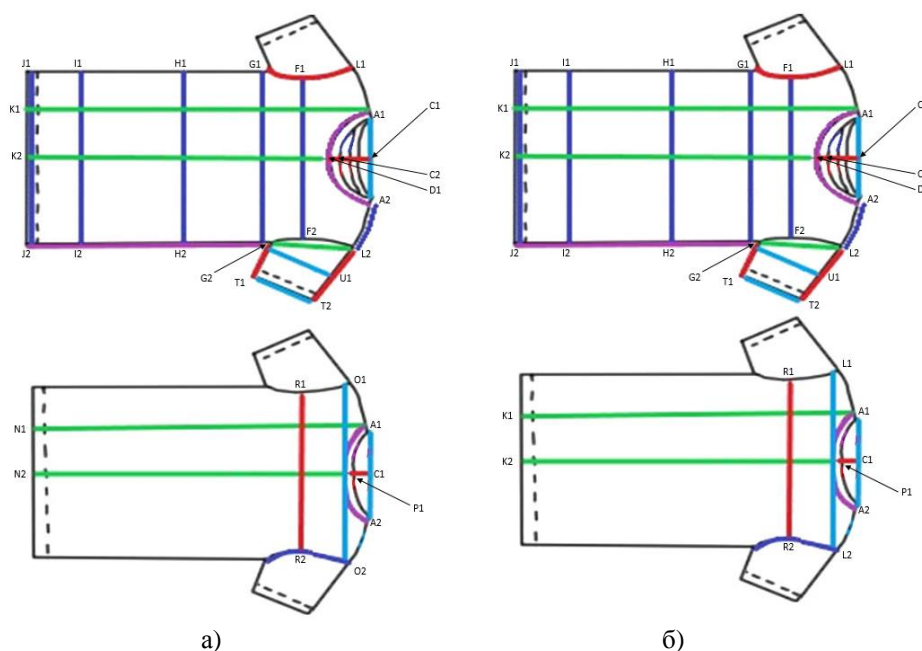 J1 I1 H1 G1 F1 L1
K1
A1
C1
K2
C2
D1
A2
J2 I2 H2 F2 L2
G2
T1
U1
T2
J1 I1 H1 G1 F1 L1
K1
A1
C
K2
C
D
A2
J2 I2 H2 F2 L2
G2
T1
U1
T2
R1 O1
N1
A1
N2
C1
P1
A2
R2
O2
R1 L1
K1
A1
K2
C1
P1
A2
R2
L2
а) б)